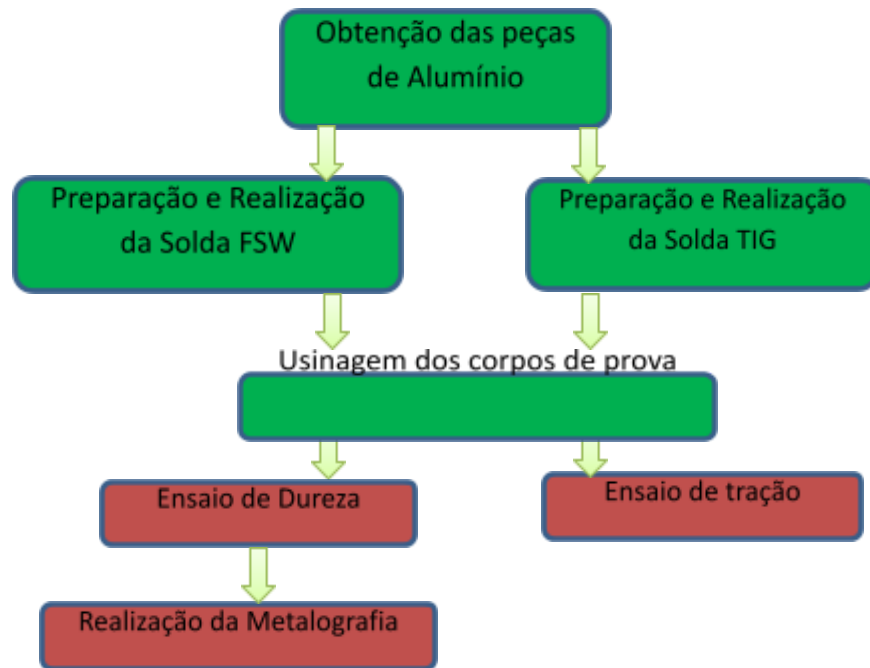 Obtenção das peças
de Alumínio
Preparação e Realização
da Solda FSW
Preparação e Realização
da Solda TIG
Usinagem dos corpos de prova
Ensaio de Dureza
Ensaio de tração
Realização da Metalografia